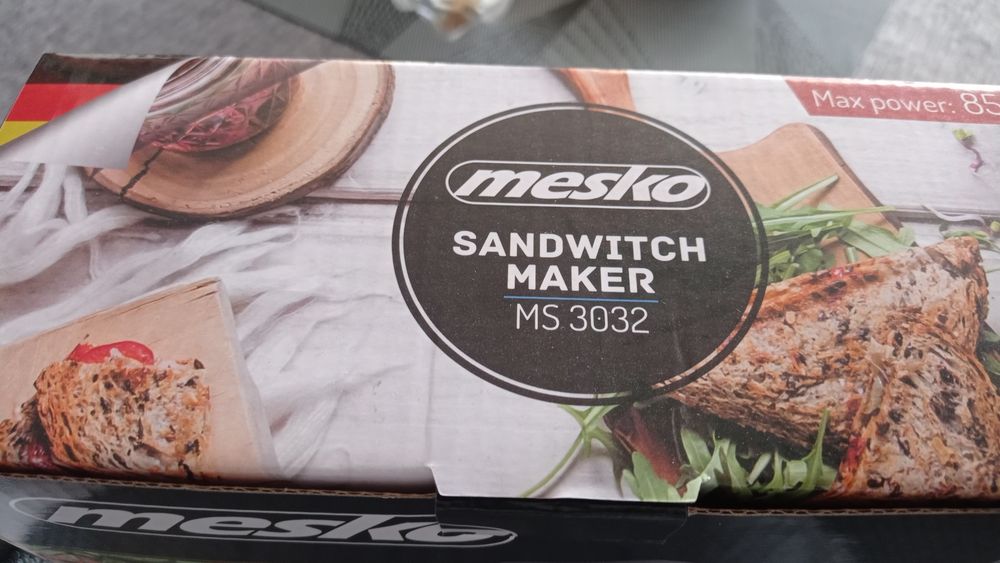 Max power: 85
mesko
SANDWITCH
MAKER
MS 3032
mesko